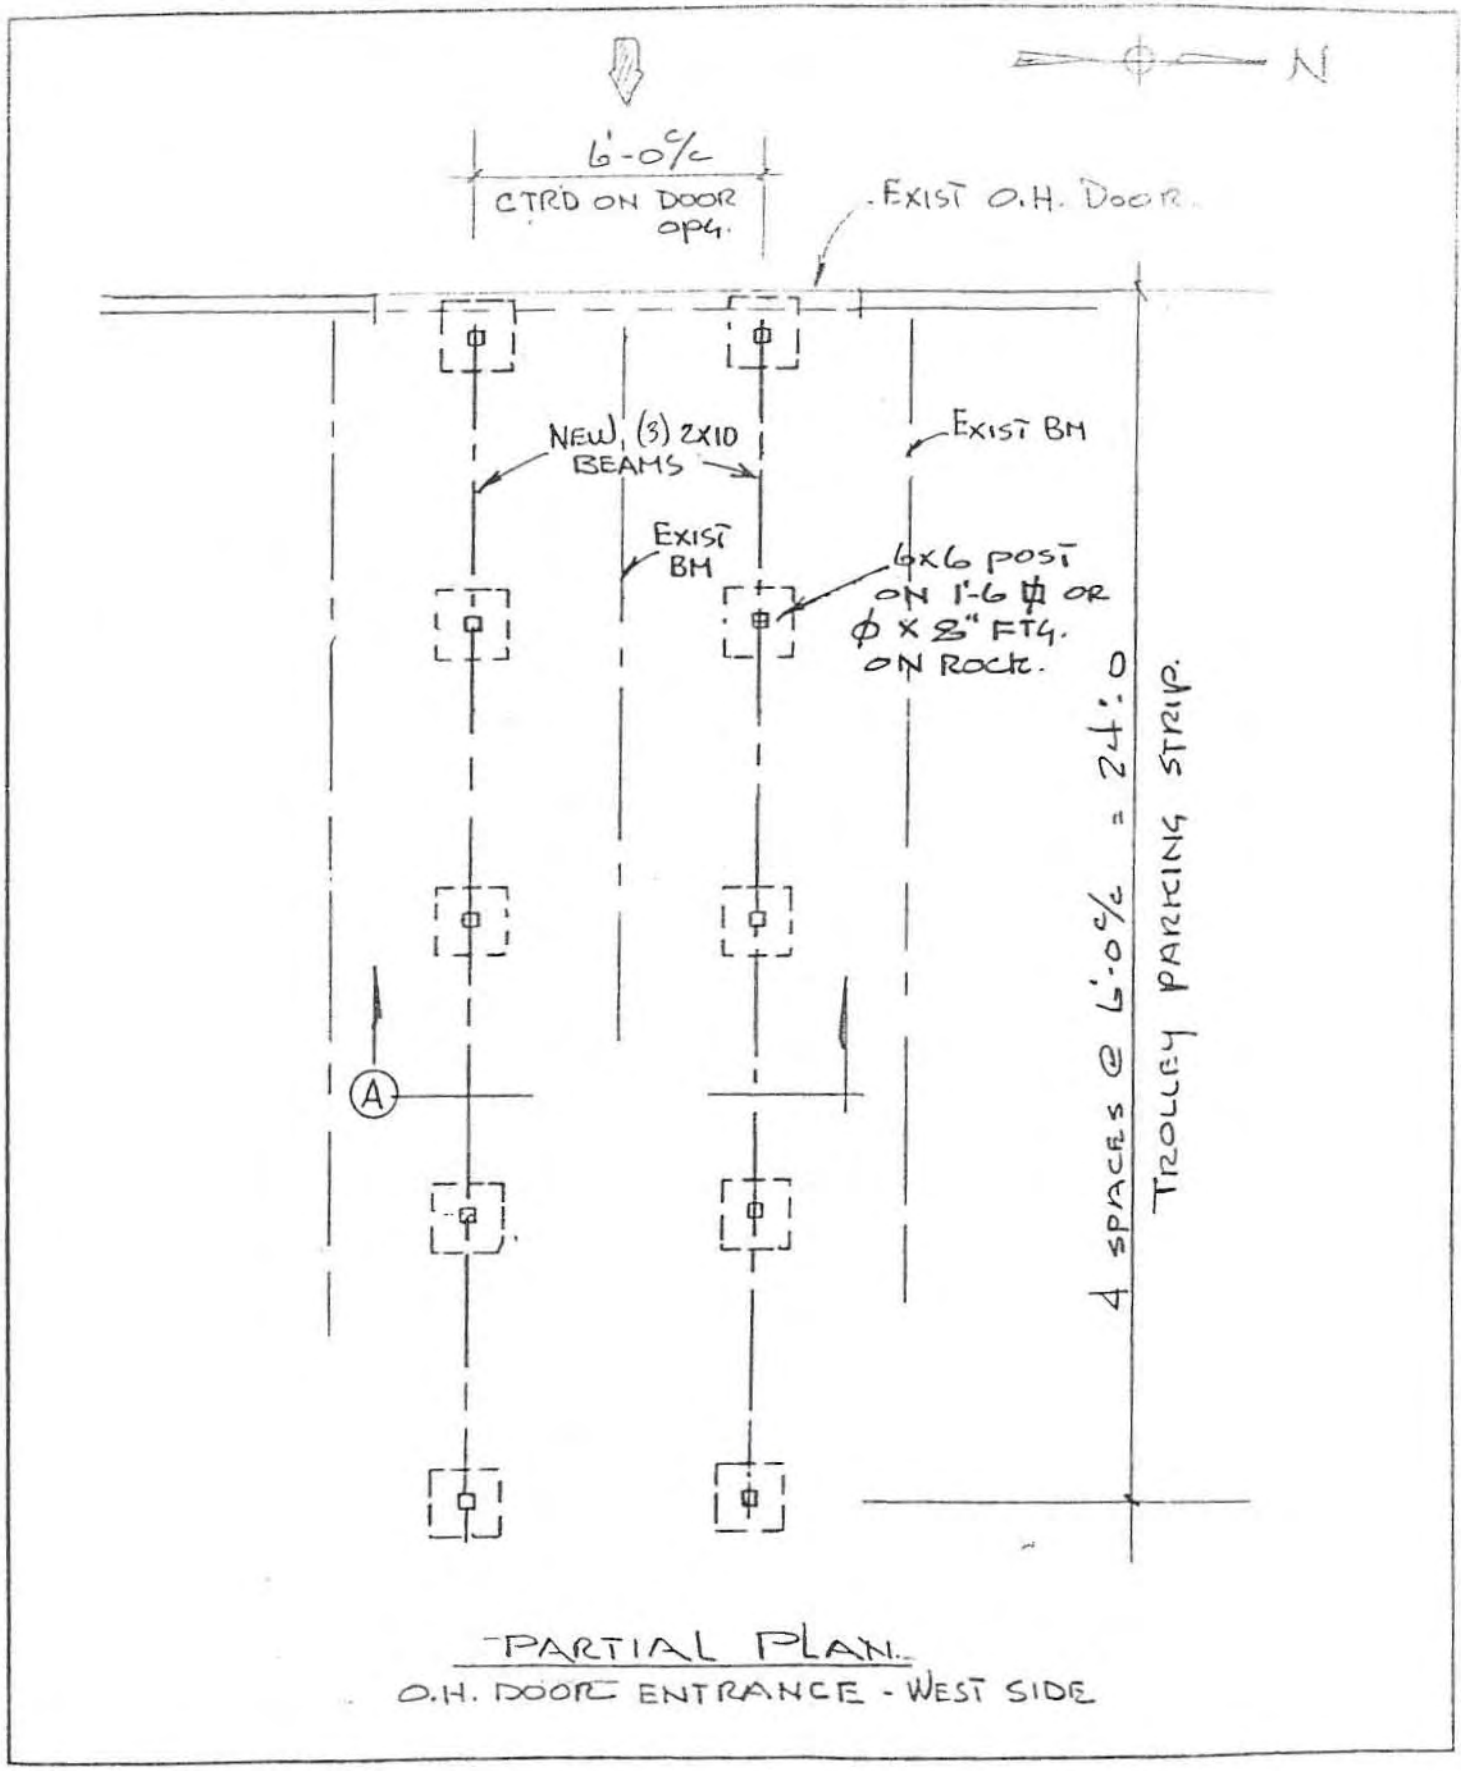 N
6'-0 c/c
CTR'D ON DOOR
OPG.
EXIST O.H. DOOR.
NEW, (3) 2X10
BEAMS
EXIST BM
EXIST
BM
6x6 POST
ON 1'-6 ⏍ OR
Φ X 8" FTG.
ON ROCK.
A
4 SPACES @ 6'-0 c/c = 24'-0
TROLLEY PARKING STRIP.
PARTIAL PLAN.
O.H. DOOR ENTRANCE - WEST SIDE